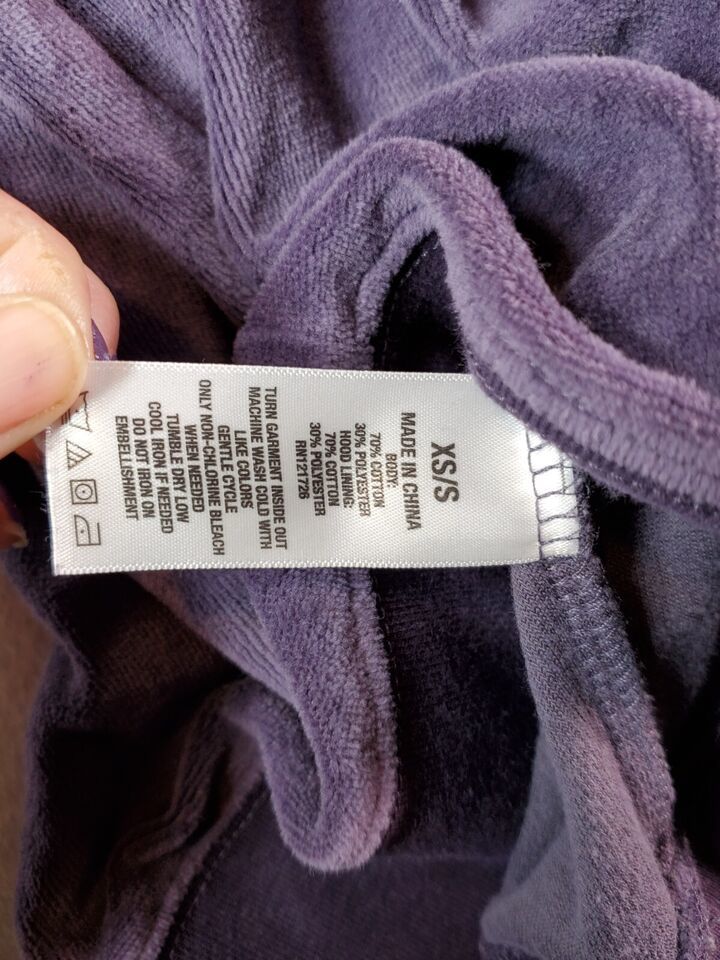 XS/S
MADE IN CHINA
BODY:
70% COTTON
30% POLYESTER
HOOD LINING:
70% COTTON
30% POLYESTER
RN121726
TURN GARMENT INSIDE OUT
MACHINE WASH COLD WITH
LIKE COLORS
GENTLE CYCLE
ONLY NON-CHLORINE BLEACH
WHEN NEEDED
TUMBLE DRY LOW
COOL IRON IF NEEDED
DO NOT IRON ON
EMBELLISHMENT